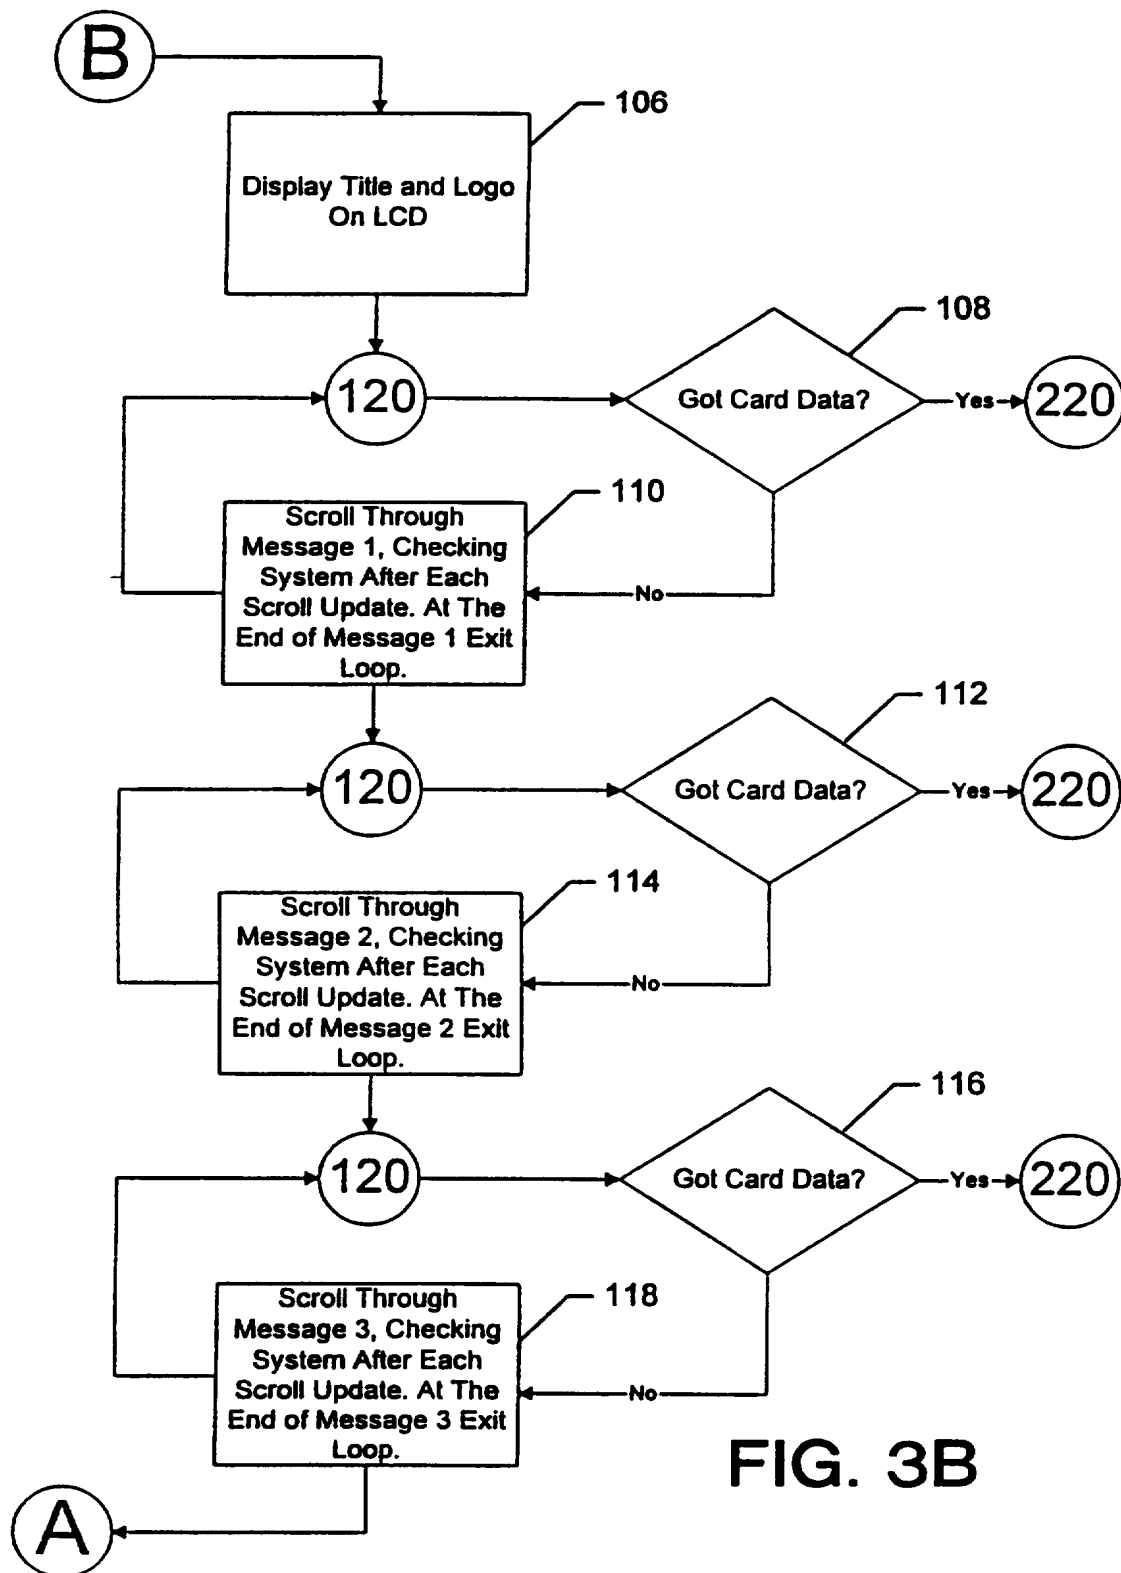 B
106
Display Title and Logo
On LCD
108
120
Got Card Data?
Yes
220
110
Scroll Through
Message 1, Checking
System After Each
Scroll Update. At The
End of Message 1 Exit
Loop.
No
112
120
Got Card Data?
Yes
220
114
Scroll Through
Message 2, Checking
System After Each
Scroll Update. At The
End of Message 2 Exit
Loop.
No
116
120
Got Card Data?
Yes
220
118
Scroll Through
Message 3, Checking
System After Each
Scroll Update. At The
End of Message 3 Exit
Loop.
No
FIG. 3B
A